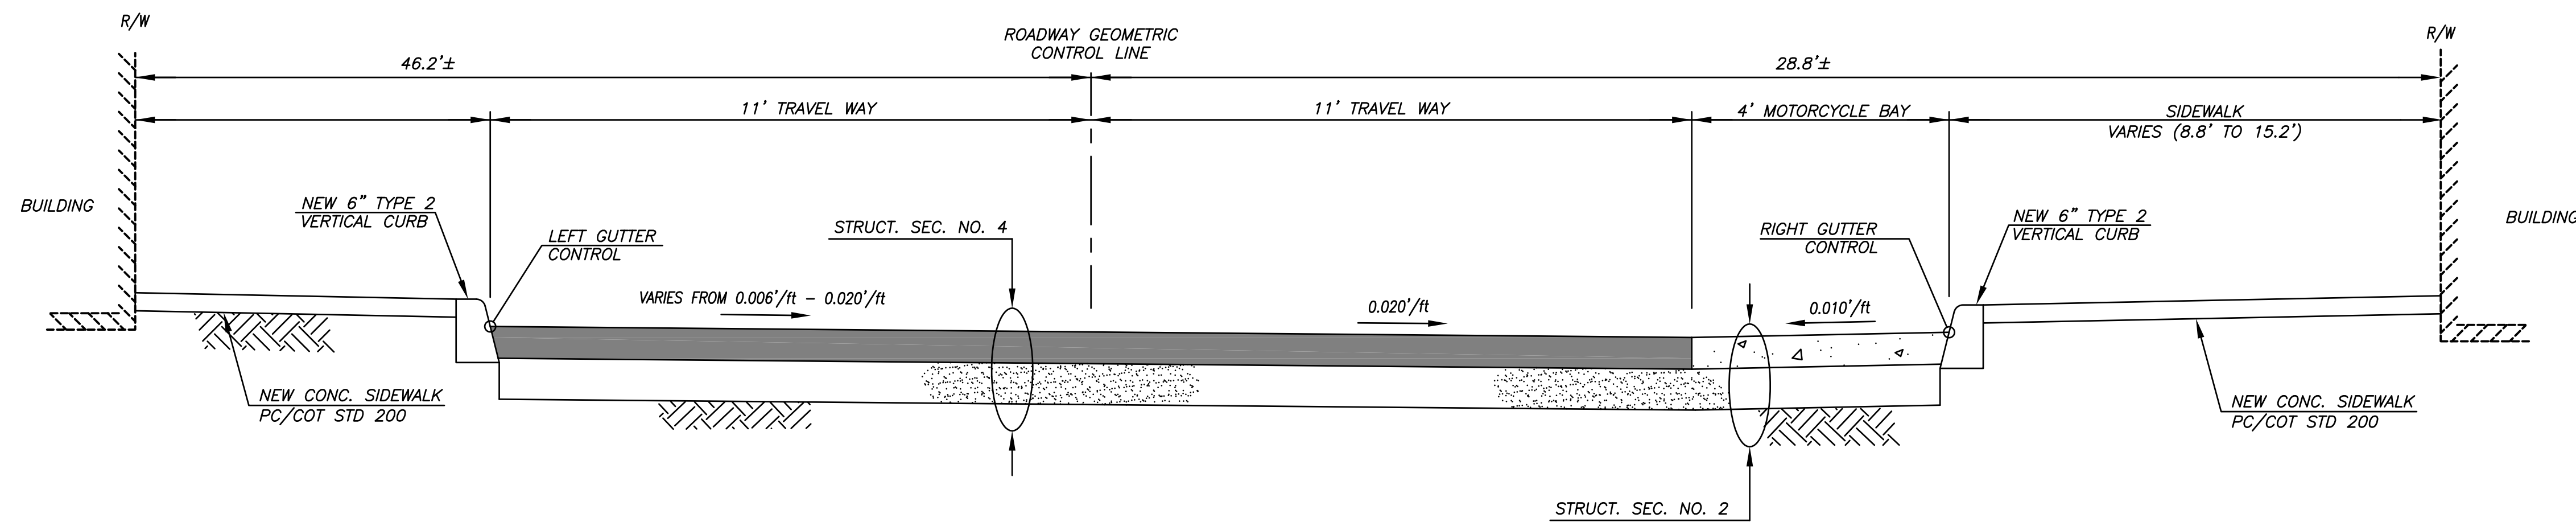 R/W
R/W
ROADWAY GEOMETRIC
CONTROL LINE
46.2'±
28.8'±
11' TRAVEL WAY
11' TRAVEL WAY
4' MOTORCYCLE BAY
SIDEWALK
VARIES (8.8' TO 15.2')
BUILDING
NEW 6" TYPE 2
VERTICAL CURB
LEFT GUTTER
CONTROL
STRUCT. SEC. NO. 4
RIGHT GUTTER
CONTROL
NEW 6" TYPE 2
VERTICAL CURB
BUILDING
VARIES FROM 0.006'/ft - 0.020'/ft
0.020'/ft
0.010'/ft
NEW CONC. SIDEWALK
PC/COT STD 200
NEW CONC. SIDEWALK
PC/COT STD 200
STRUCT. SEC. NO. 2